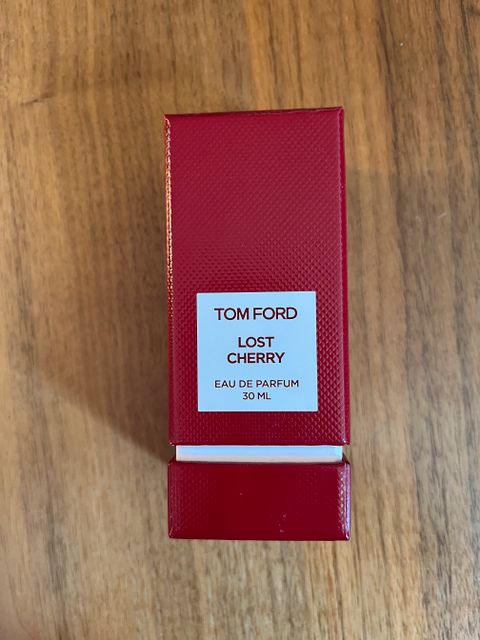 TOM FORD
LOST
CHERRY
EAU DE PARFUM
30 ML